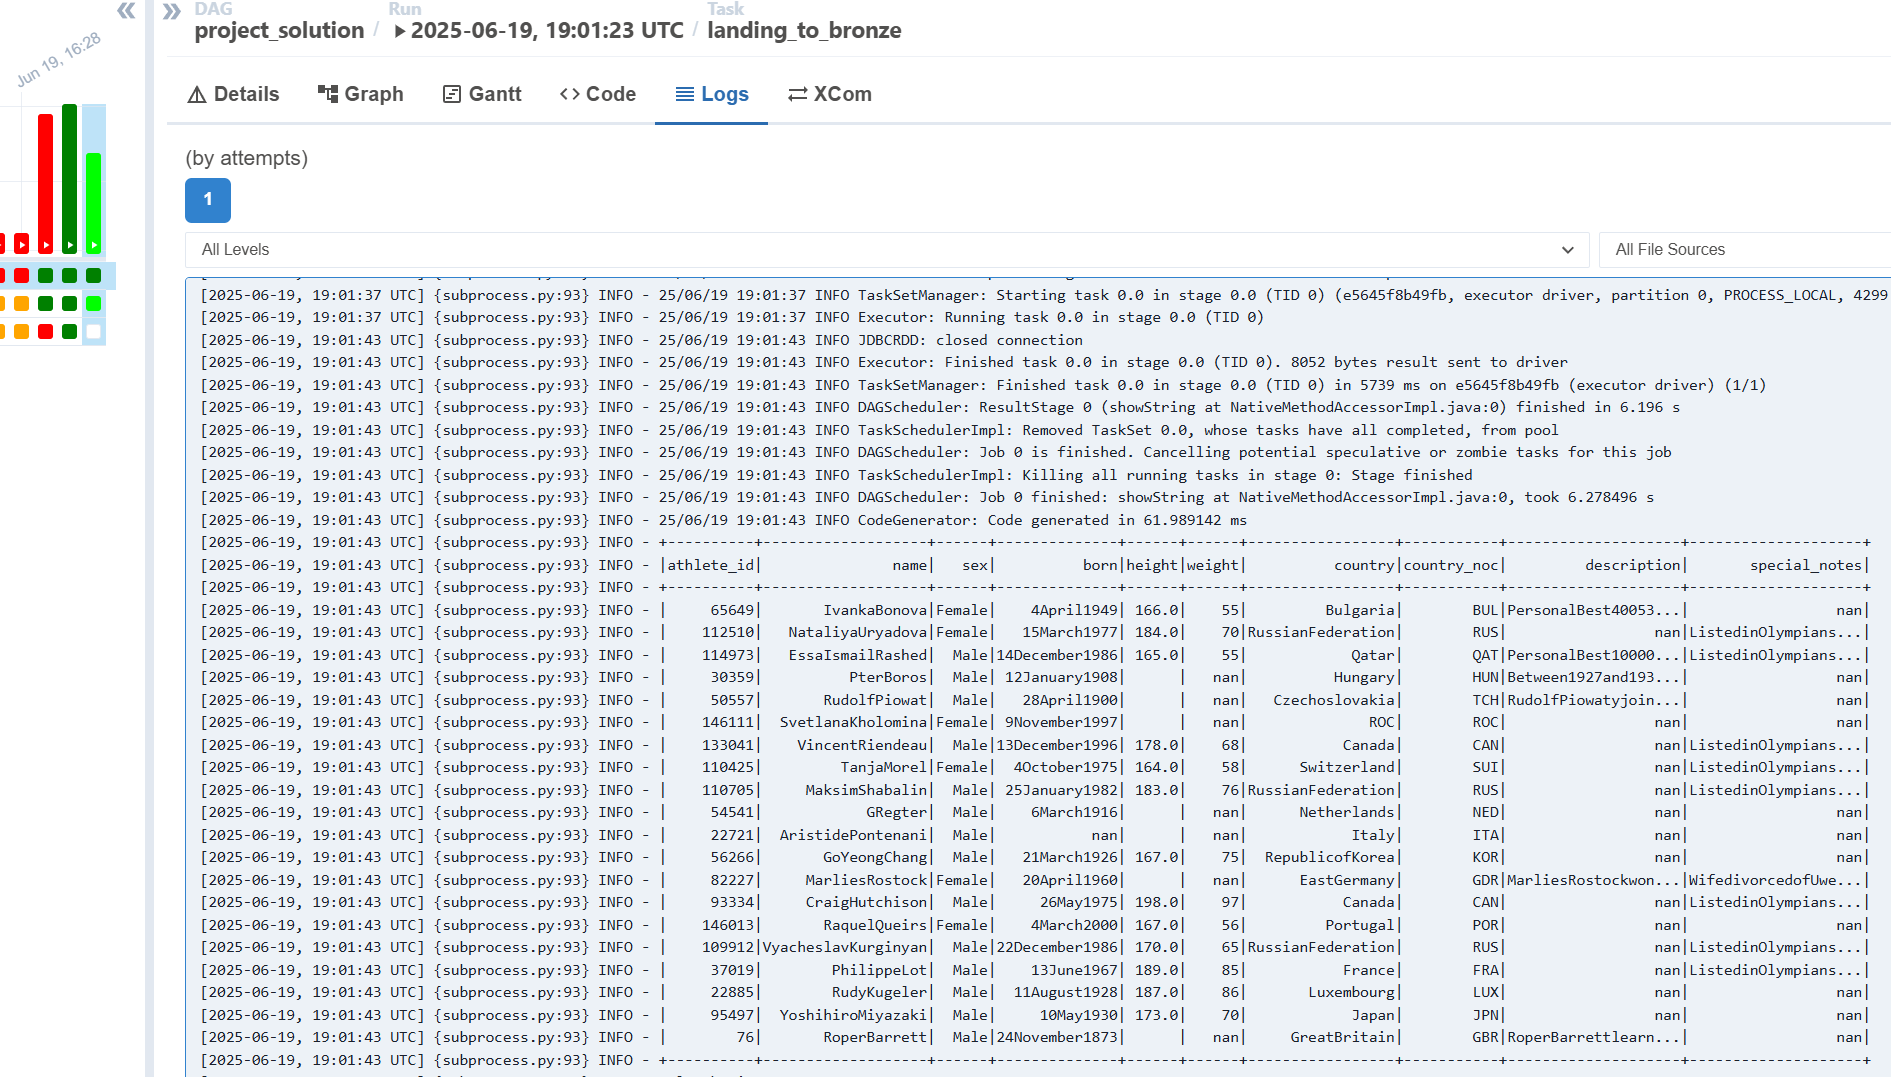 DAG
Run
Task
project_solution / 2025-06-19, 19:01:23 UTC / landing_to_bronze
Jun 19, 16:28
Details Graph Gantt Code Logs XCom
(by attempts)
1
All Levels
All File Sources
[2025-06-19, 19:01:37 UTC] {subprocess.py:93} INFO - 25/06/19 19:01:37 INFO TaskSetManager: Starting task 0.0 in stage 0.0 (TID 0) (e5645f8b49fb, executor driver, partition 0, PROCESS_LOCAL, 4299
[2025-06-19, 19:01:37 UTC] {subprocess.py:93} INFO - 25/06/19 19:01:37 INFO Executor: Running task 0.0 in stage 0.0 (TID 0)
[2025-06-19, 19:01:43 UTC] {subprocess.py:93} INFO - 25/06/19 19:01:43 INFO JDBCRDD: closed connection
[2025-06-19, 19:01:43 UTC] {subprocess.py:93} INFO - 25/06/19 19:01:43 INFO Executor: Finished task 0.0 in stage 0.0 (TID 0). 8052 bytes result sent to driver
[2025-06-19, 19:01:43 UTC] {subprocess.py:93} INFO - 25/06/19 19:01:43 INFO TaskSetManager: Finished task 0.0 in stage 0.0 (TID 0) in 5739 ms on e5645f8b49fb (executor driver) (1/1)
[2025-06-19, 19:01:43 UTC] {subprocess.py:93} INFO - 25/06/19 19:01:43 INFO DAGScheduler: ResultStage 0 (showString at NativeMethodAccessorImpl.java:0) finished in 6.196 s
[2025-06-19, 19:01:43 UTC] {subprocess.py:93} INFO - 25/06/19 19:01:43 INFO TaskSchedulerImpl: Removed TaskSet 0.0, whose tasks have all completed, from pool
[2025-06-19, 19:01:43 UTC] {subprocess.py:93} INFO - 25/06/19 19:01:43 INFO DAGScheduler: Job 0 is finished. Cancelling potential speculative or zombie tasks for this job
[2025-06-19, 19:01:43 UTC] {subprocess.py:93} INFO - 25/06/19 19:01:43 INFO TaskSchedulerImpl: Killing all running tasks in stage 0: Stage finished
[2025-06-19, 19:01:43 UTC] {subprocess.py:93} INFO - 25/06/19 19:01:43 INFO DAGScheduler: Job 0 finished: showString at NativeMethodAccessorImpl.java:0, took 6.278496 s
[2025-06-19, 19:01:43 UTC] {subprocess.py:93} INFO - 25/06/19 19:01:43 INFO CodeGenerator: Code generated in 61.989142 ms
[2025-06-19, 19:01:43 UTC] {subprocess.py:93} INFO - +----------+-------------------+------+--------------+------+------+-----------------+-----------+--------------------+--------------------+
[2025-06-19, 19:01:43 UTC] {subprocess.py:93} INFO - |athlete_id|               name|   sex|          born|height|weight|          country|country_noc|         description|       special_notes|
[2025-06-19, 19:01:43 UTC] {subprocess.py:93} INFO - +----------+-------------------+------+--------------+------+------+-----------------+-----------+--------------------+--------------------+
[2025-06-19, 19:01:43 UTC] {subprocess.py:93} INFO - |     65649|       IvankaBonova|Female|    4April1949| 166.0|    55|         Bulgaria|        BUL|PersonalBest40053...|                 nan|
[2025-06-19, 19:01:43 UTC] {subprocess.py:93} INFO - |    112510|   NataliyaUryadova|Female|   15March1977| 184.0|    70|RussianFederation|        RUS|                 nan|ListedinOlympians...|
[2025-06-19, 19:01:43 UTC] {subprocess.py:93} INFO - |    114973|   EssaIsmailRashed|  Male|14December1986| 165.0|    55|            Qatar|        QAT|PersonalBest10000...|ListedinOlympians...|
[2025-06-19, 19:01:43 UTC] {subprocess.py:93} INFO - |     30359|          PterBoros|  Male| 12January1908|      |   nan|          Hungary|        HUN|Between1927and193...|                 nan|
[2025-06-19, 19:01:43 UTC] {subprocess.py:93} INFO - |     50557|       RudolfPiowat|  Male|   28April1900|      |   nan|   Czechoslovakia|        TCH|RudolfPiowatyjoin...|                 nan|
[2025-06-19, 19:01:43 UTC] {subprocess.py:93} INFO - |    146111|  SvetlanaKholomina|Female| 9November1997|      |   nan|              ROC|        ROC|                 nan|                 nan|
[2025-06-19, 19:01:43 UTC] {subprocess.py:93} INFO - |    133041|    VincentRiendeau|  Male|13December1996| 178.0|    68|           Canada|        CAN|                 nan|ListedinOlympians...|
[2025-06-19, 19:01:43 UTC] {subprocess.py:93} INFO - |    110425|         TanjaMorel|Female|  4October1975| 164.0|    58|      Switzerland|        SUI|                 nan|ListedinOlympians...|
[2025-06-19, 19:01:43 UTC] {subprocess.py:93} INFO - |    110705|     MaksimShabalin|  Male| 25January1982| 183.0|    76|RussianFederation|        RUS|                 nan|ListedinOlympians...|
[2025-06-19, 19:01:43 UTC] {subprocess.py:93} INFO - |     54541|            GRegter|  Male|    6March1916|      |   nan|      Netherlands|        NED|                 nan|                 nan|
[2025-06-19, 19:01:43 UTC] {subprocess.py:93} INFO - |     22721|  AristidePontenani|  Male|           nan|      |   nan|            Italy|        ITA|                 nan|                 nan|
[2025-06-19, 19:01:43 UTC] {subprocess.py:93} INFO - |     56266|       GoYeongChang|  Male|   21March1926| 167.0|    75|  RepublicofKorea|        KOR|                 nan|                 nan|
[2025-06-19, 19:01:43 UTC] {subprocess.py:93} INFO - |     82227|     MarliesRostock|Female|   20April1960|      |   nan|      EastGermany|        GDR|MarliesRostockwon...|WifedivorcedofUwe...|
[2025-06-19, 19:01:43 UTC] {subprocess.py:93} INFO - |     93334|     CraigHutchison|  Male|     26May1975| 198.0|    97|           Canada|        CAN|                 nan|ListedinOlympians...|
[2025-06-19, 19:01:43 UTC] {subprocess.py:93} INFO - |    146013|       RaquelQueirs|Female|    4March2000| 167.0|    56|         Portugal|        POR|                 nan|                 nan|
[2025-06-19, 19:01:43 UTC] {subprocess.py:93} INFO - |    109912|VyacheslavKurginyan|  Male|22December1986| 170.0|    65|RussianFederation|        RUS|                 nan|ListedinOlympians...|
[2025-06-19, 19:01:43 UTC] {subprocess.py:93} INFO - |     37019|        PhilippeLot|  Male|    13June1967| 189.0|    85|           France|        FRA|                 nan|ListedinOlympians...|
[2025-06-19, 19:01:43 UTC] {subprocess.py:93} INFO - |     22885|        RudyKugeler|  Male|  11August1928| 187.0|    86|       Luxembourg|        LUX|                 nan|                 nan|
[2025-06-19, 19:01:43 UTC] {subprocess.py:93} INFO - |     95497|  YoshihiroMiyazaki|  Male|     10May1930| 173.0|    70|            Japan|        JPN|                 nan|                 nan|
[2025-06-19, 19:01:43 UTC] {subprocess.py:93} INFO - |        76|       RoperBarrett|  Male|24November1873|      |   nan|     GreatBritain|        GBR|RoperBarrettlearn...|                 nan|
[2025-06-19, 19:01:43 UTC] {subprocess.py:93} INFO - +----------+-------------------+------+--------------+------+------+-----------------+-----------+--------------------+--------------------+